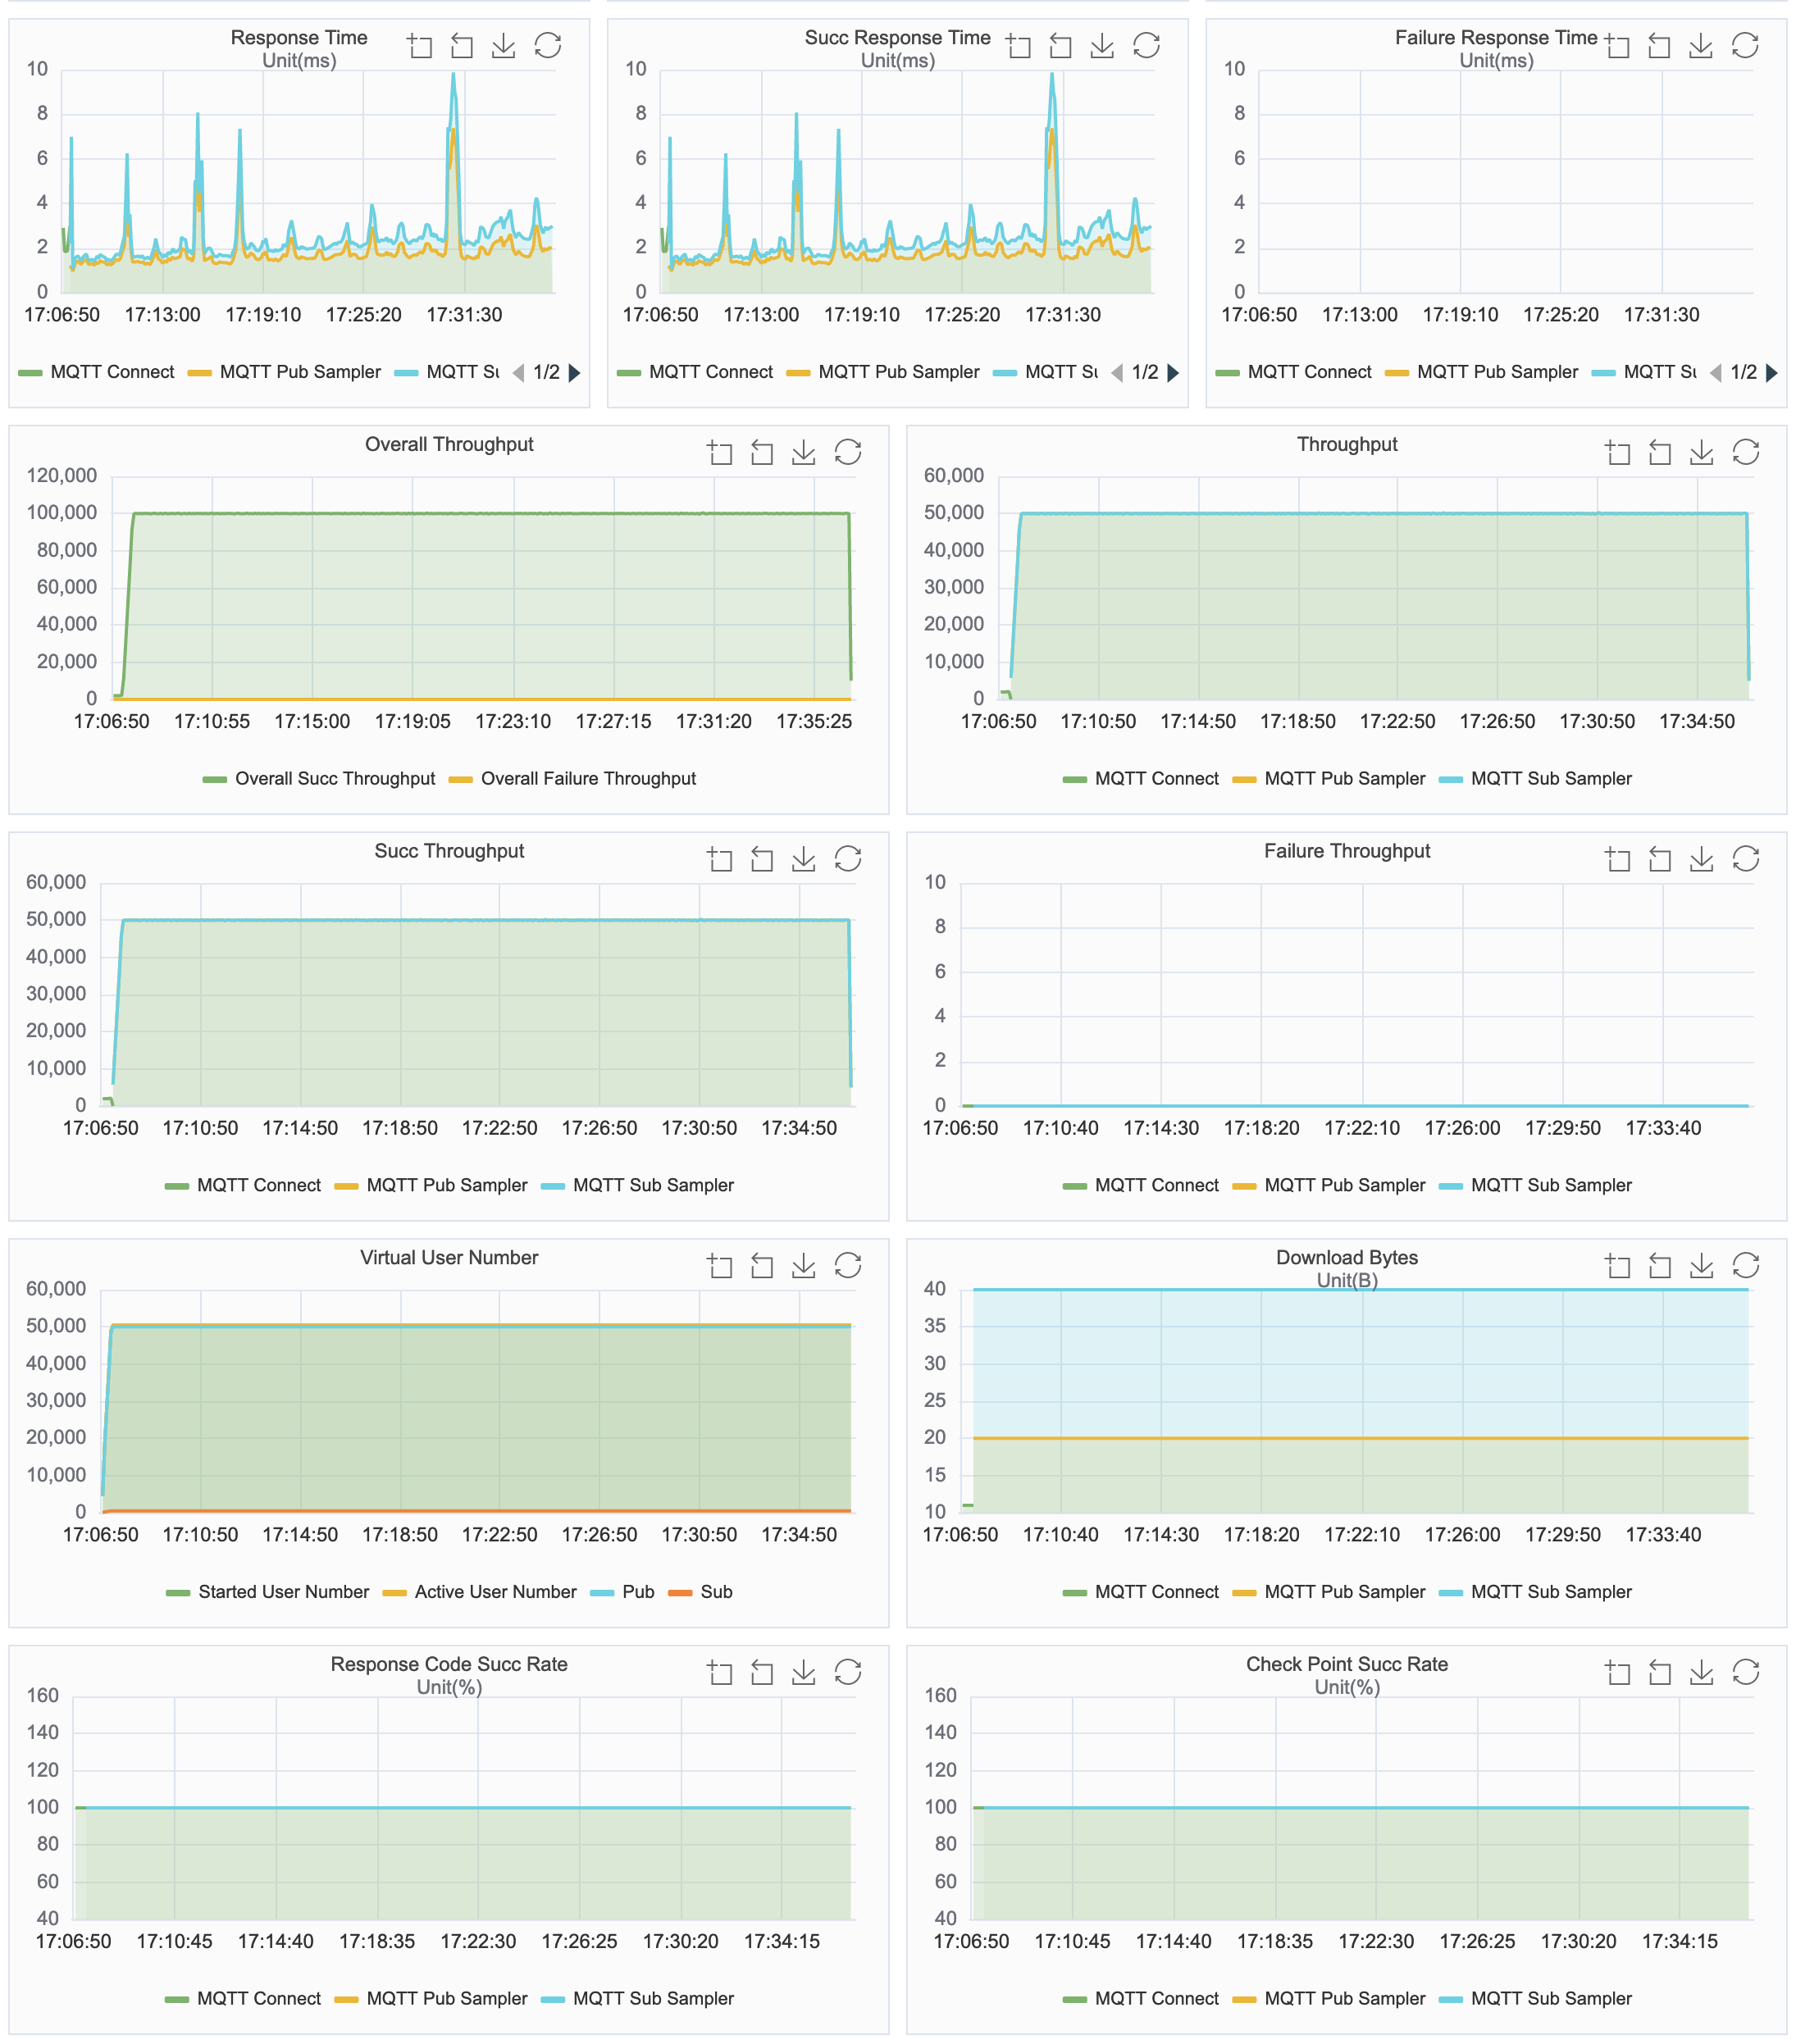 Response Time
Unit(ms)
10
8
6
4
2
0
17:06:50 17:13:00 17:19:10 17:25:20 17:31:30
MQTT Connect MQTT Pub Sampler MQTT Su 1/2
Succ Response Time
Unit(ms)
10
8
6
4
2
0
17:06:50 17:13:00 17:19:10 17:25:20 17:31:30
MQTT Connect MQTT Pub Sampler MQTT Su 1/2
Failure Response Time
Unit(ms)
10
8
6
4
2
0
17:06:50 17:13:00 17:19:10 17:25:20 17:31:30
MQTT Connect MQTT Pub Sampler MQTT Su 1/2
Overall Throughput
120,000
100,000
80,000
60,000
40,000
20,000
0
17:06:50 17:10:55 17:15:00 17:19:05 17:23:10 17:27:15 17:31:20 17:35:25
Overall Succ Throughput Overall Failure Throughput
Throughput
60,000
50,000
40,000
30,000
20,000
10,000
0
17:06:50 17:10:50 17:14:50 17:18:50 17:22:50 17:26:50 17:30:50 17:34:50
MQTT Connect MQTT Pub Sampler MQTT Sub Sampler
Succ Throughput
60,000
50,000
40,000
30,000
20,000
10,000
0
17:06:50 17:10:50 17:14:50 17:18:50 17:22:50 17:26:50 17:30:50 17:34:50
MQTT Connect MQTT Pub Sampler MQTT Sub Sampler
Failure Throughput
10
8
6
4
2
0
17:06:50 17:10:40 17:14:30 17:18:20 17:22:10 17:26:00 17:29:50 17:33:40
MQTT Connect MQTT Pub Sampler MQTT Sub Sampler
Virtual User Number
60,000
50,000
40,000
30,000
20,000
10,000
0
17:06:50 17:10:50 17:14:50 17:18:50 17:22:50 17:26:50 17:30:50 17:34:50
Started User Number Active User Number Pub Sub
Download Bytes
Unit(B)
40
35
30
25
20
15
10
17:06:50 17:10:40 17:14:30 17:18:20 17:22:10 17:26:00 17:29:50 17:33:40
MQTT Connect MQTT Pub Sampler MQTT Sub Sampler
Response Code Succ Rate
Unit(%)
160
140
120
100
80
60
40
17:06:50 17:10:45 17:14:40 17:18:35 17:22:30 17:26:25 17:30:20 17:34:15
MQTT Connect MQTT Pub Sampler MQTT Sub Sampler
Check Point Succ Rate
Unit(%)
160
140
120
100
80
60
40
17:06:50 17:10:45 17:14:40 17:18:35 17:22:30 17:26:25 17:30:20 17:34:15
MQTT Connect MQTT Pub Sampler MQTT Sub Sampler